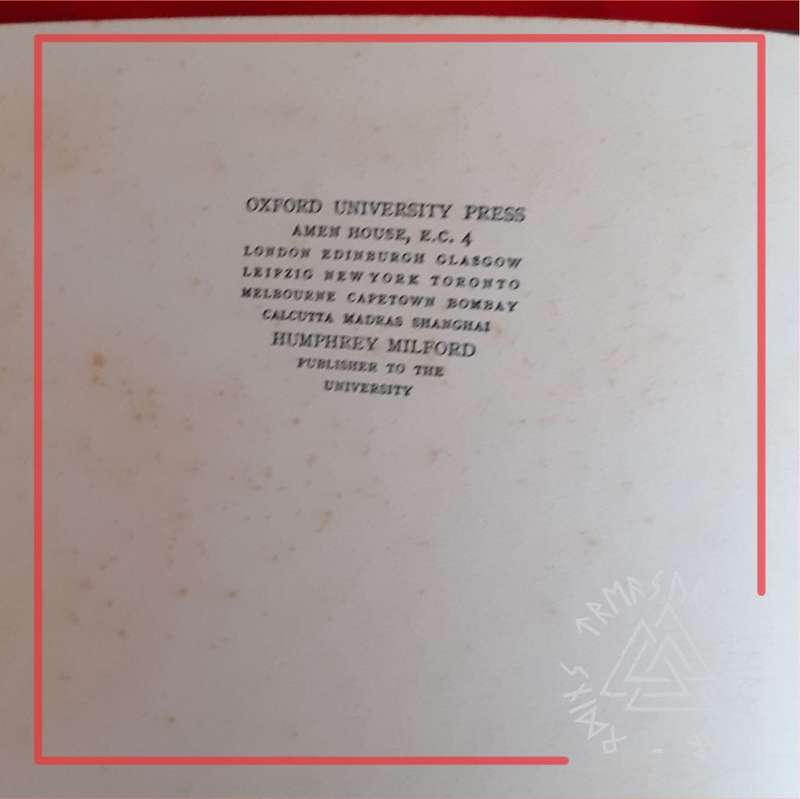 OXFORD UNIVERSITY PRESS
AMEN HOUSE, E.C. 4
LONDON EDINBURGH GLASGOW
LEIPZIG NEW YORK TORONTO
MELBOURNE CAPETOWN BOMBAY
CALCUTTA MADRAS SHANGHAI
HUMPHREY MILFORD
PUBLISHER TO THE
UNIVERSITY